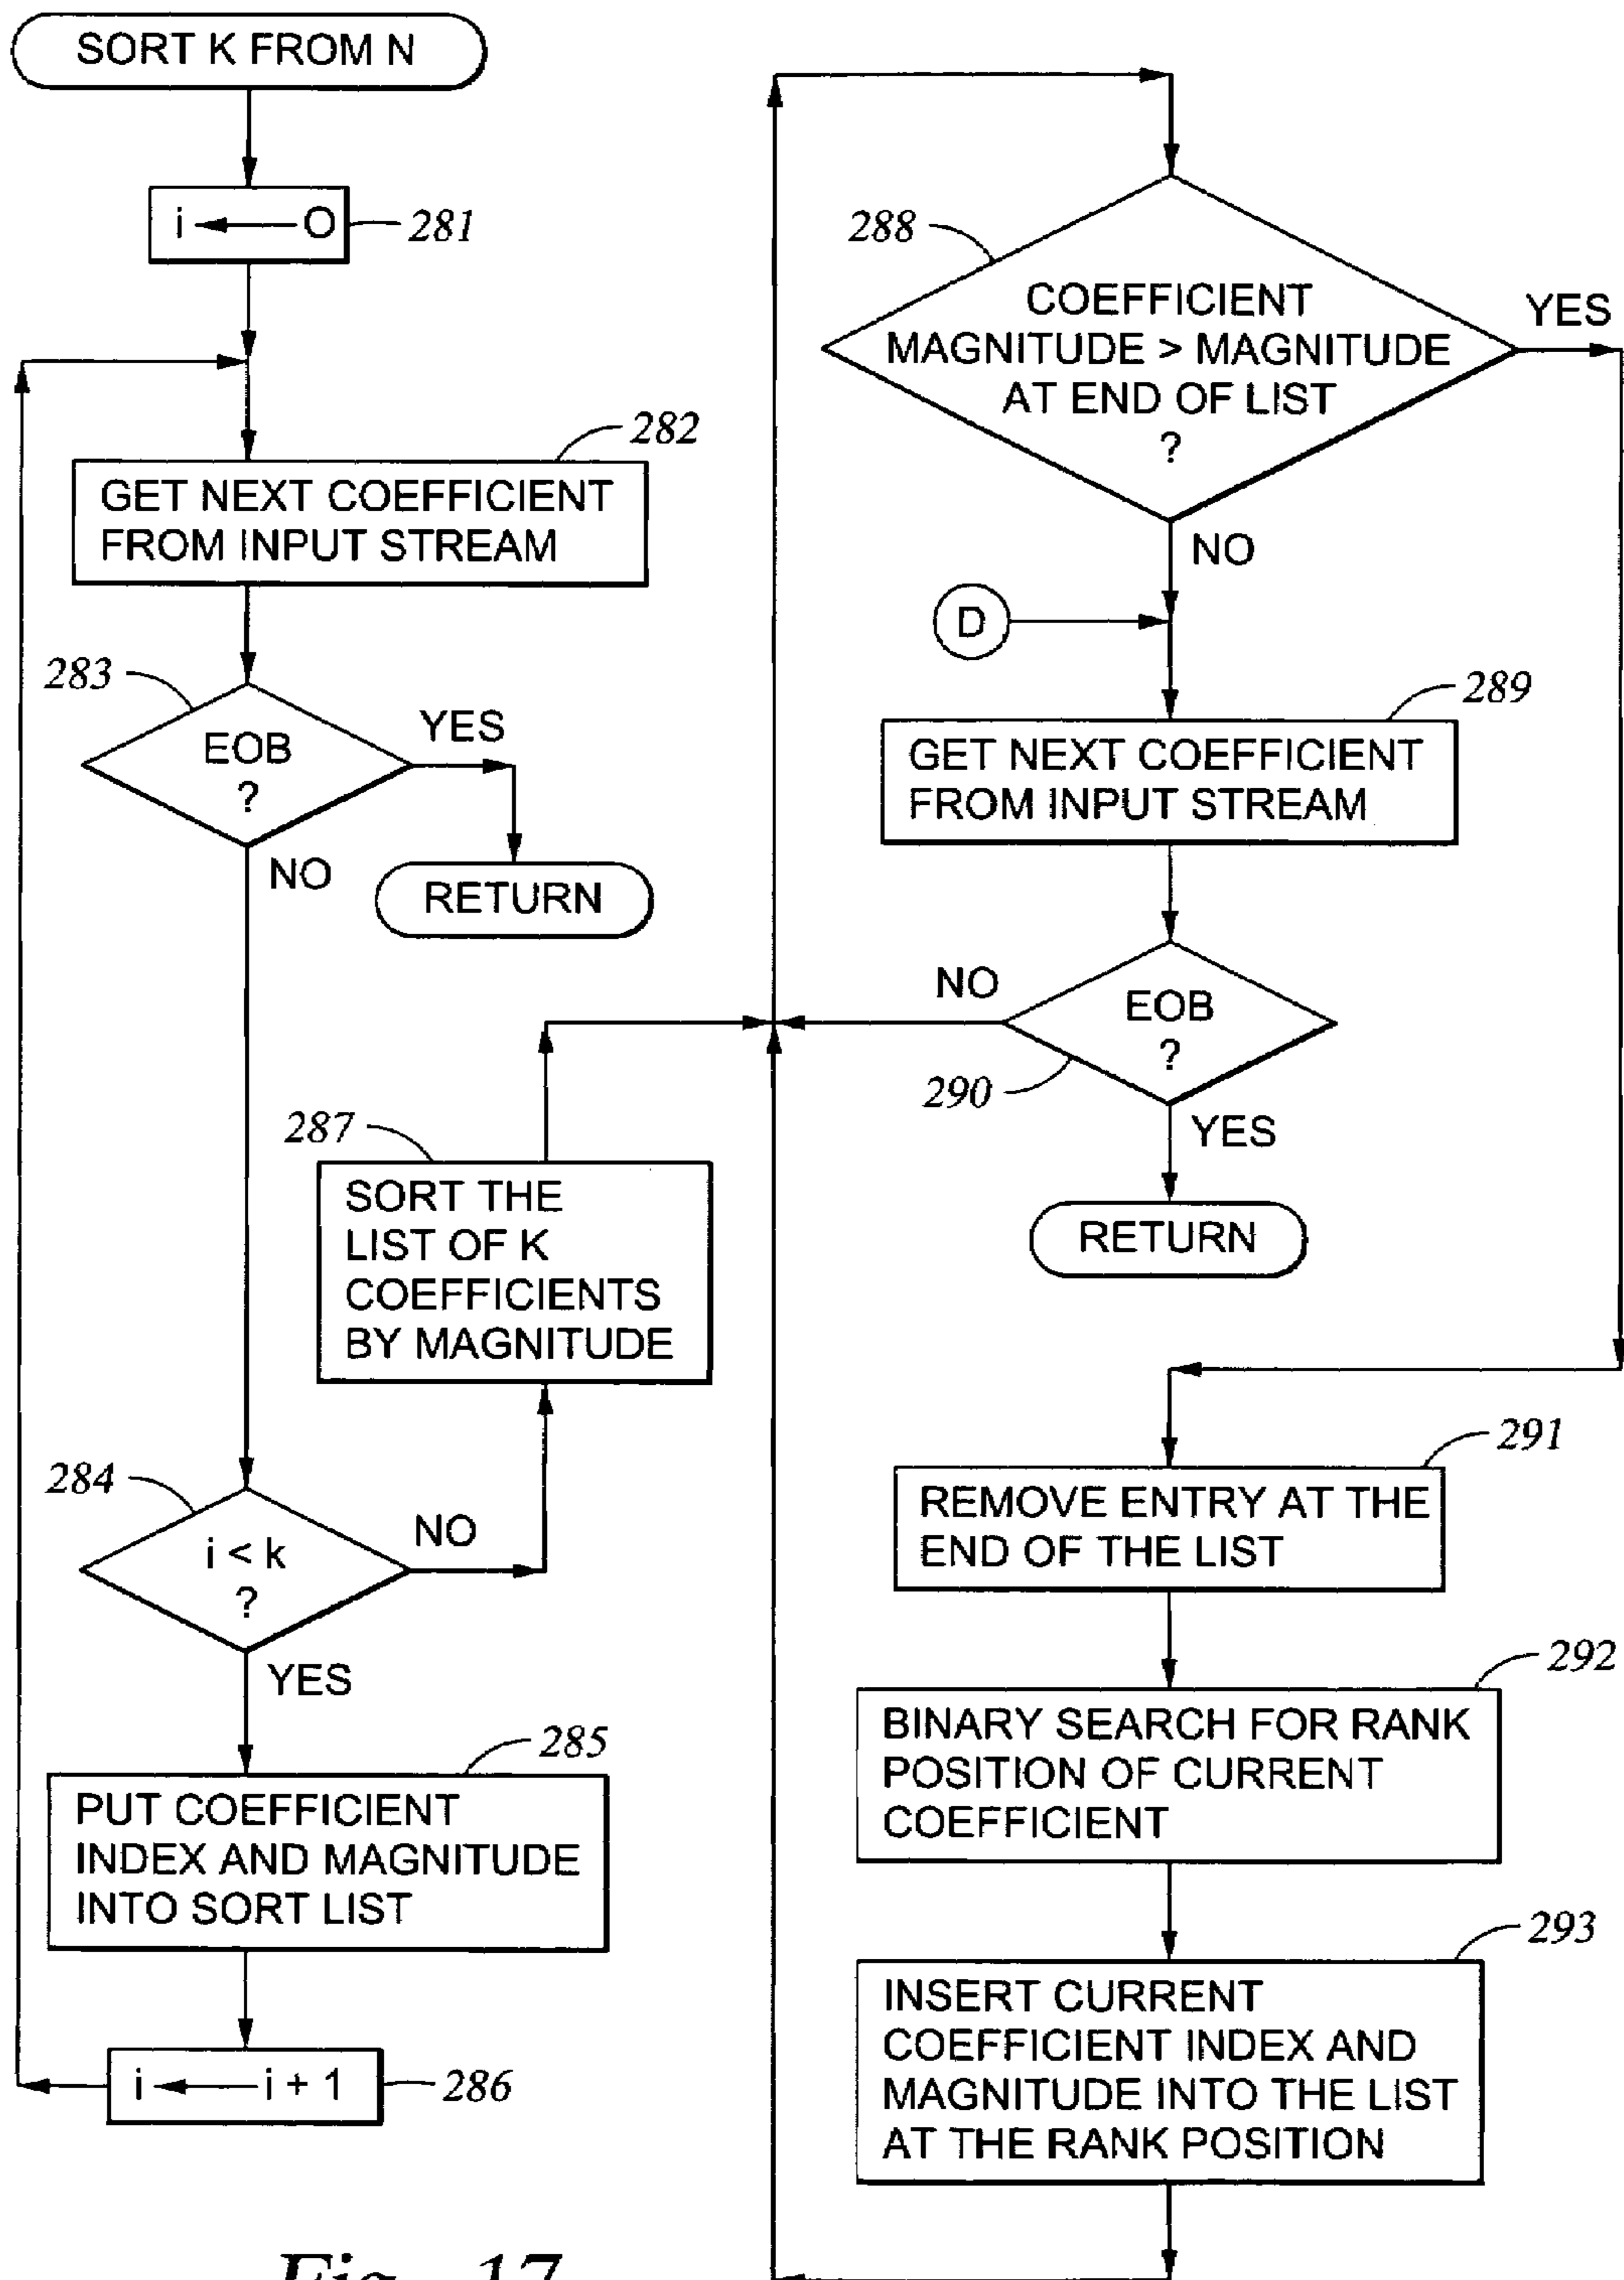 SORT K FROM N
i ← O
281
282
GET NEXT COEFFICIENT
FROM INPUT STREAM
283
EOB
?
YES
NO
RETURN
284
i < k
?
NO
YES
285
PUT COEFFICIENT
INDEX AND MAGNITUDE
INTO SORT LIST
i ← i + 1
286
287
SORT THE
LIST OF K
COEFFICIENTS
BY MAGNITUDE
288
COEFFICIENT
MAGNITUDE > MAGNITUDE
AT END OF LIST
?
YES
NO
D
289
GET NEXT COEFFICIENT
FROM INPUT STREAM
NO
EOB
?
290
YES
RETURN
291
REMOVE ENTRY AT THE
END OF THE LIST
292
BINARY SEARCH FOR RANK
POSITION OF CURRENT
COEFFICIENT
293
INSERT CURRENT
COEFFICIENT INDEX AND
MAGNITUDE INTO THE LIST
AT THE RANK POSITION
Fig. 17